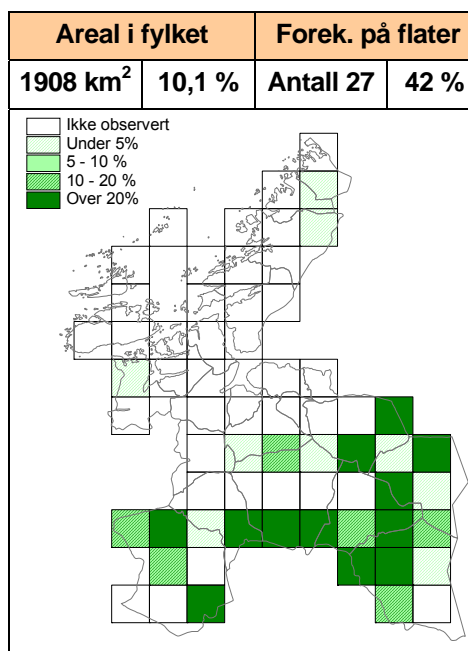 Areal i fylket Forek. på flater
1908 km² 10,1 % Antall 27 42 %
Ikke observert
Under 5%
5 - 10 %
10 - 20 %
Over 20%